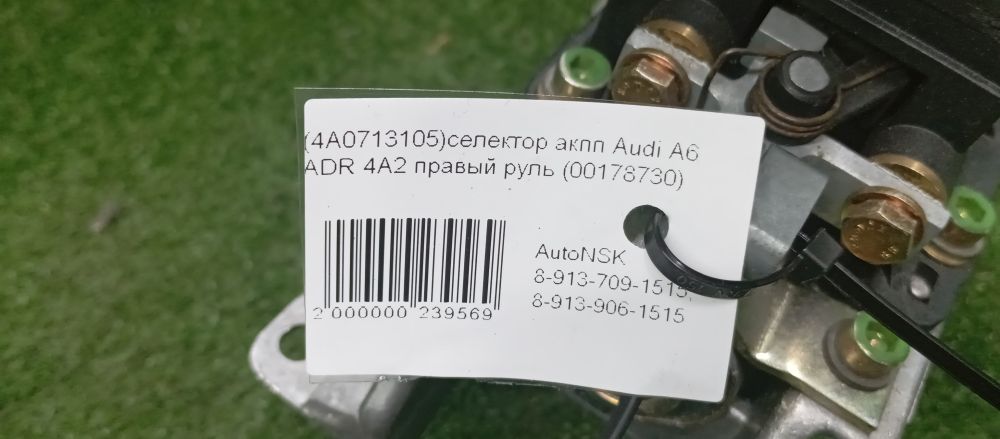 (4A0713105)селектор акпп Audi A6
ADR 4A2 правый руль (00178730)
AutoNSK
8-913-709-1515,
8-913-906-1515
2 000000 239569